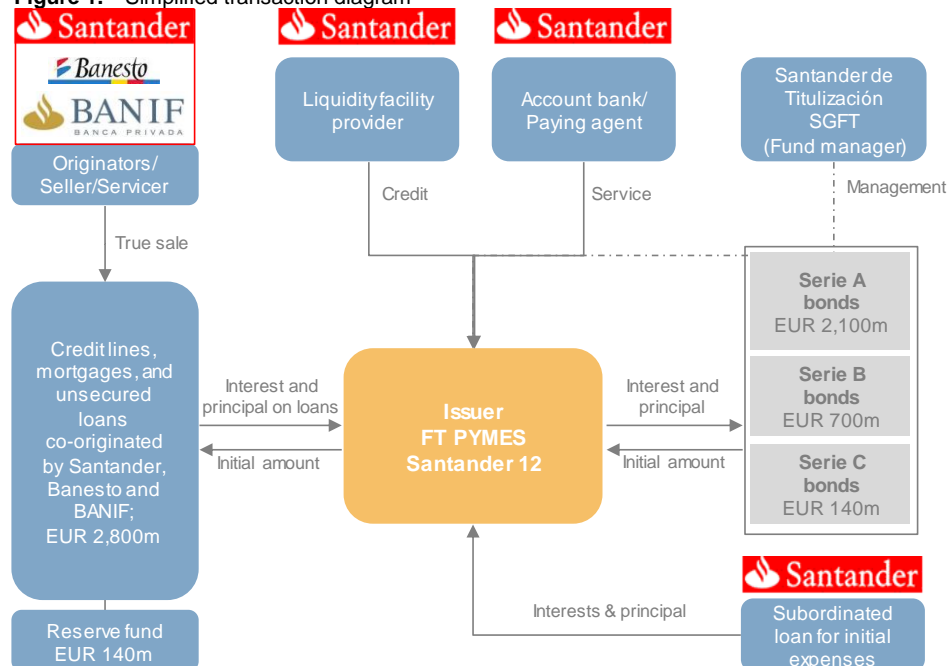 Figure 1. Simplified transaction diagram
Santander
Banesto
BANIF
BANCA PRIVADA
Originators/
Seller/Servicer
Santander
Liquidity facility
provider
Santander
Account bank/
Paying agent
Santander de
Titulización
SGFT
(Fund manager)
Credit
Service
Management
True sale
Credit lines,
mortgages, and
unsecured
loans
co-originated
by Santander,
Banesto and
BANIF;
EUR 2,800m
Interest and
principal on loans
Initial amount
Issuer
FT PYMES
Santander 12
Interest and
principal
Initial amount
Serie A
bonds
EUR 2,100m
Serie B
bonds
EUR 700m
Serie C
bonds
EUR 140m
Reserve fund
EUR 140m
Interests & principal
Santander
Subordinated
loan for initial
expenses